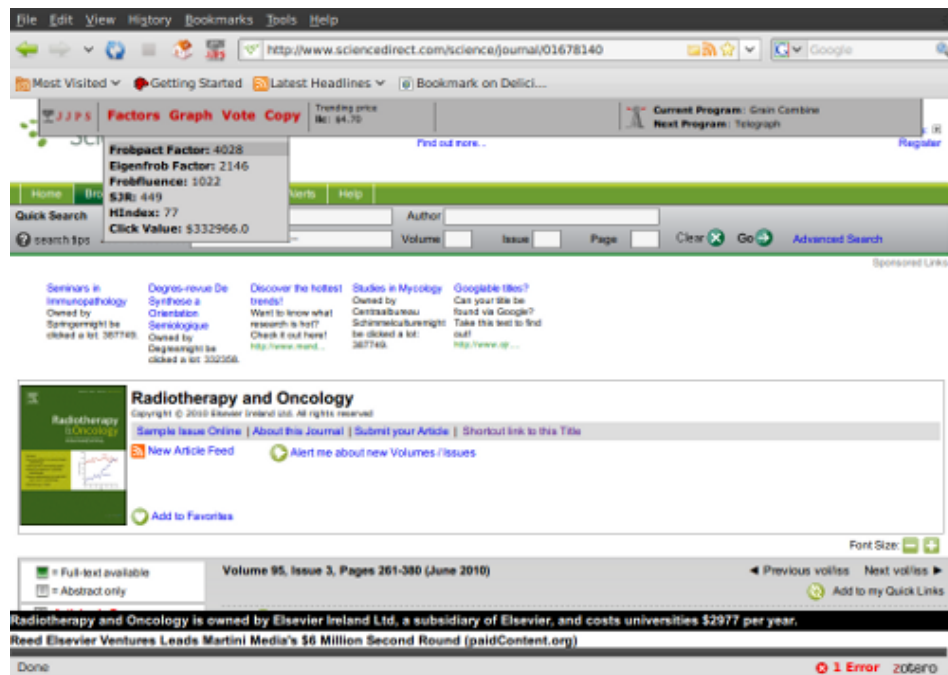 File Edit View History Bookmarks Tools Help
http://www.sciencedirect.com/science/journal/01678140
Google
Most Visited
Getting Started
Latest Headlines
Bookmark on Delici...
JJPS
Factors Graph Vote Copy
Trending price
llc: $4.70
Current Program: Grain Combine
Next Program: Telegraph
Find out more...
Register
Frobpact Factor: 4028
Eigenfrob Factor: 2146
Frobfluence: 1022
SJR: 449
HIndex: 77
Click Value: $332966.0
Home
Help
Quick Search
Author
search tips
Volume
Issue
Page
Clear
Go
Advanced Search
Sponsored Links
Seminars in
Immunopathology
Owned by
Springermight be
clicked a lot: 387749.
Degres-revue De
Synthese a
Orientation
Semiologique
Owned by
Degresmight be
clicked a lot: 332358.
Discover the hottest
trends!
Want to know what
research is hot?
Check it out here!
Studies in Mycology
Owned by
Centraalbureau
Schimmelculturemight
be clicked a lot:
387749.
Googlable titles?
Can your title be
found via Google?
Take this test to find
out!
Radiotherapy
&Oncology
Radiotherapy and Oncology
Copyright © 2010 Elsevier Ireland Ltd. All rights reserved
Sample Issue Online | About this Journal | Submit your Article | Shortcut link to this Title
New Article Feed
Alert me about new Volumes / Issues
Add to Favorites
Font Size:
= Full-text available
= Abstract only
Volume 95, Issue 3, Pages 261-380 (June 2010)
Previous vol/iss
Next vol/iss
Add to my Quick Links
Radiotherapy and Oncology is owned by Elsevier Ireland Ltd, a subsidiary of Elsevier, and costs universities $2977 per year.
Reed Elsevier Ventures Leads Martini Media's $6 Million Second Round (paidContent.org)
Done
1 Error
zotero